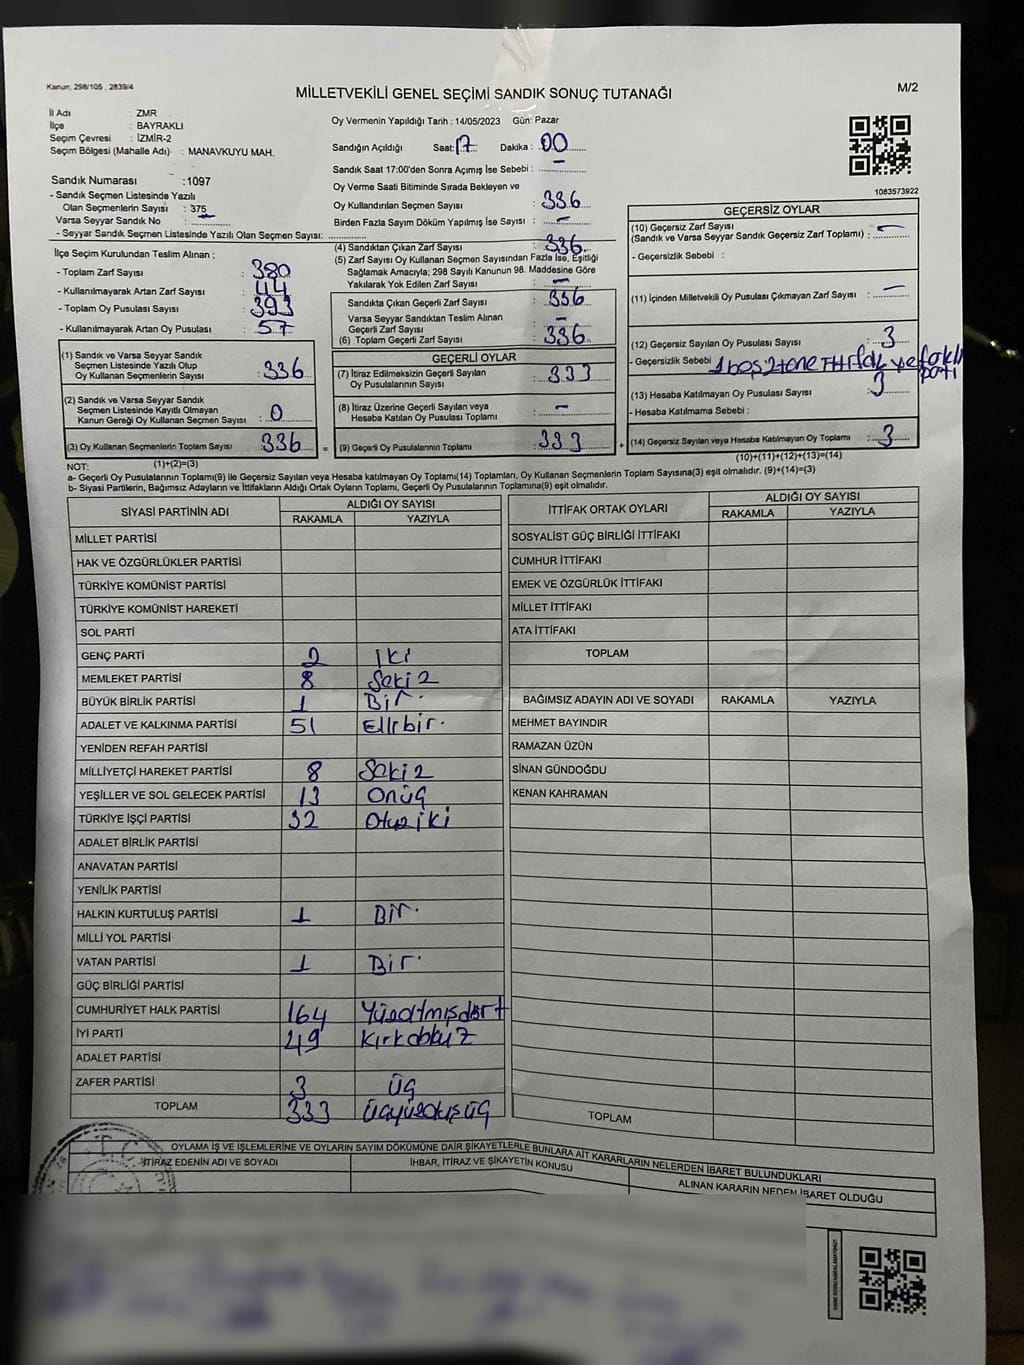 Kanun, 298/105 , 2839/4
MİLLETVEKİLİ GENEL SEÇİMİ SANDIK SONUÇ TUTANAĞI
M/2
İl Adı : ZMR
İlçe : BAYRAKLI
Seçim Çevresi : İZMİR-2
Seçim Bölgesi (Mahalle Adı) : MANAVKUYU MAH.
Sandık Numarası : 1097
- Sandık Seçmen Listesinde Yazılı
Olan Seçmenlerin Sayısı : 375
Varsa Seyyar Sandık No :
- Seyyar Sandık Seçmen Listesinde Yazılı Olan Seçmen Sayısı:
Oy Vermenin Yapıldığı Tarih : 14/05/2023 Gün: Pazar
Sandığın Açıldığı Saat: 17 Dakika : 00
Sandık Saat 17:00'den Sonra Açımış İse Sebebi : –
Oy Verme Saati Bitiminde Sırada Bekleyen ve
Oy Kullandırılan Seçmen Sayısı : 336
Birden Fazla Sayım Döküm Yapılmış İse Sayısı : –
1083573922
İlçe Seçim Kurulundan Teslim Alınan ;
- Toplam Zarf Sayısı : 380
- Kullanılmayarak Artan Zarf Sayısı : 44
- Toplam Oy Pusulası Sayısı : 393
- Kullanılmayarak Artan Oy Pusulası : 57
(1) Sandık ve Varsa Seyyar Sandık
Seçmen Listesinde Yazılı Olup
Oy Kullanan Seçmenlerin Sayısı : 336
(2) Sandık ve Varsa Seyyar Sandık
Seçmen Listesinde Kayıtlı Olmayan
Kanun Gereği Oy Kullanan Seçmen Sayısı : 0
(3) Oy Kullanan Seçmenlerin Toplam Sayısı : 336
(1)+(2)=(3)
(4) Sandıktan Çıkan Zarf Sayısı : 336
(5) Zarf Sayısı Oy Kullanan Seçmen Sayısından Fazla İse, Eşitliği
Sağlamak Amacıyla; 298 Sayılı Kanunun 98. Maddesine Göre
Yakılarak Yok Edilen Zarf Sayısı : –
Sandıkta Çıkan Geçerli Zarf Sayısı : 336
Varsa Seyyar Sandıktan Teslim Alınan
Geçerli Zarf Sayısı : –
(6) Toplam Geçerli Zarf Sayısı : 336
GEÇERLİ OYLAR
(7) İtiraz Edilmeksizin Geçerli Sayılan
Oy Pusulalarının Sayısı : 333
(8) İtiraz Üzerine Geçerli Sayılan veya
Hesaba Katılan Oy Pusulası Toplamı : –
= (9) Geçerli Oy Pusulalarının Toplamı : 333 +
GEÇERSİZ OYLAR
(10) Geçersiz Zarf Sayısı
(Sandık ve Varsa Seyyar Sandık Geçersiz Zarf Toplamı) : –
- Geçersizlik Sebebi :
(11) İçinden Milletvekili Oy Pusulası Çıkmayan Zarf Sayısı : –
(12) Geçersiz Sayılan Oy Pusulası Sayısı : 3
- Geçersizlik Sebebi 1 boş 2 tane
(13) Hesaba Katılmayan Oy Pusulası Sayısı : 3
- Hesaba Katılmama Sebebi :
(14) Geçersiz Sayılan veya Hesaba Katılmayan Oy Toplamı : 3
(10)+(11)+(12)+(13)=(14)
NOT:
a- Geçerli Oy Pusulalarının Toplamı(9) ile Geçersiz Sayılan veya Hesaba katılmayan Oy Toplamı(14) Toplamları, Oy Kullanan Seçmenlerin Toplam Sayısına(3) eşit olmalıdır. (9)+(14)=(3)
b- Siyasi Partilerin, Bağımsız Adayların ve İttifakların Aldığı Ortak Oyların Toplamı, Geçerli Oy Pusulalarının Toplamına(9) eşit olmalıdır.
SİYASİ PARTİNİN ADI
ALDIĞI OY SAYISI
RAKAMLA YAZIYLA
MİLLET PARTİSİ
HAK VE ÖZGÜRLÜKLER PARTİSİ
TÜRKİYE KOMÜNİST PARTİSİ
TÜRKİYE KOMÜNİST HAREKETİ
SOL PARTİ
GENÇ PARTİ 2 iki
MEMLEKET PARTİSİ 8 Seki2
BÜYÜK BİRLİK PARTİSİ 1 Bir.
ADALET VE KALKINMA PARTİSİ 51 Ellibir.
YENİDEN REFAH PARTİSİ
MİLLİYETÇİ HAREKET PARTİSİ 8 Seki2
YEŞİLLER VE SOL GELECEK PARTİSİ 13 Onüç
TÜRKİYE İŞÇİ PARTİSİ 32 Otuziki
ADALET BİRLİK PARTİSİ
ANAVATAN PARTİSİ
YENİLİK PARTİSİ
HALKIN KURTULUŞ PARTİSİ 1 Bir.
MİLLİ YOL PARTİSİ
VATAN PARTİSİ 1 Bir.
GÜÇ BİRLİĞİ PARTİSİ
CUMHURİYET HALK PARTİSİ 164 Yüzatmışdört
İYİ PARTİ 49 Kırkdokuz
ADALET PARTİSİ
ZAFER PARTİSİ 3 üç
TOPLAM 333 üçyüzotuzüç
İTTİFAK ORTAK OYLARI
ALDIĞI OY SAYISI
RAKAMLA YAZIYLA
SOSYALİST GÜÇ BİRLİĞİ İTTİFAKI
CUMHUR İTTİFAKI
EMEK VE ÖZGÜRLÜK İTTİFAKI
MİLLET İTTİFAKI
ATA İTTİFAKI
TOPLAM
BAĞIMSIZ ADAYIN ADI VE SOYADI RAKAMLA YAZIYLA
MEHMET BAYINDIR
RAMAZAN ÜZÜN
SİNAN GÜNDOĞDU
KENAN KAHRAMAN
TOPLAM
OYLAMA İŞ VE İŞLEMLERİNE VE OYLARIN SAYIM DÖKÜMÜNE DAİR ŞİKAYETLERLE BUNLARA AİT KARARLARIN NELERDEN İBARET BULUNDUKLARI
İTİRAZ EDENİN ADI VE SOYADI
İHBAR, İTİRAZ VE ŞİKAYETİN KONUSU
ALINAN KARARIN NEDEN İBARET OLDUĞU
T.C.